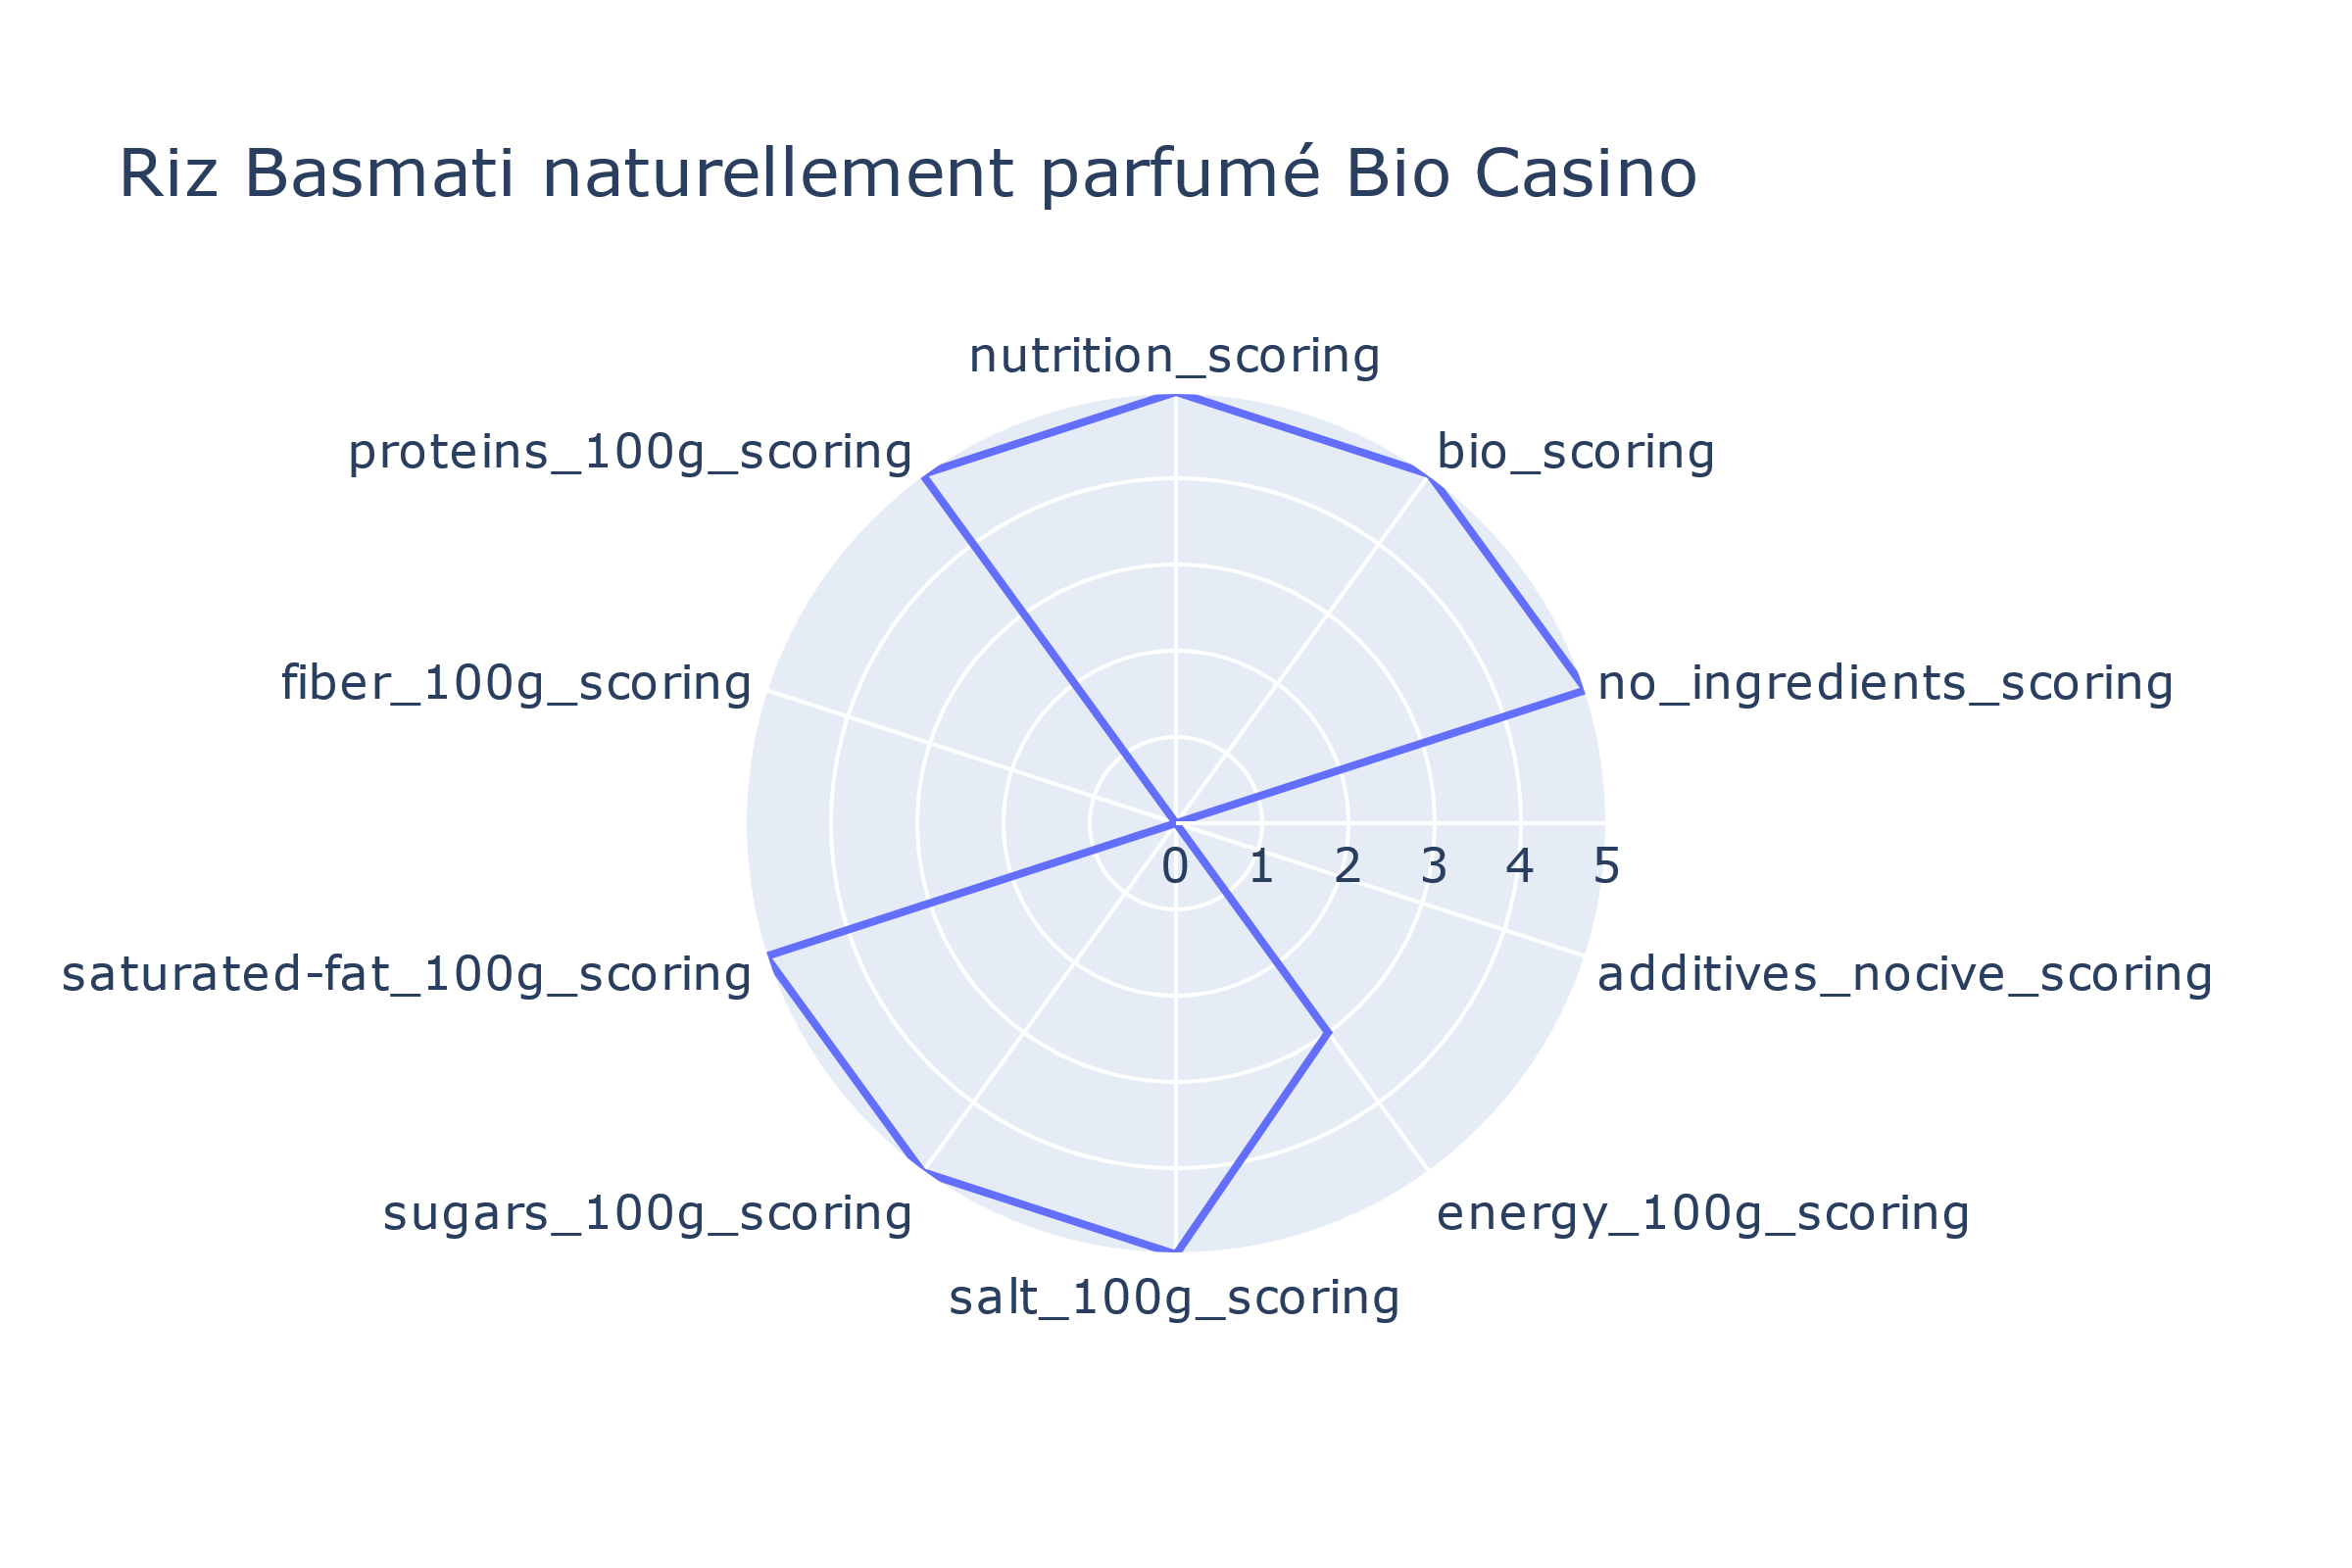 Riz Basmati naturellement parfumé Bio Casino
nutrition_scoring
proteins_100g_scoring
bio_scoring
fiber_100g_scoring
no_ingredients_scoring
0 1 2 3 4 5
saturated-fat_100g_scoring
additives_nocive_scoring
sugars_100g_scoring
energy_100g_scoring
salt_100g_scoring